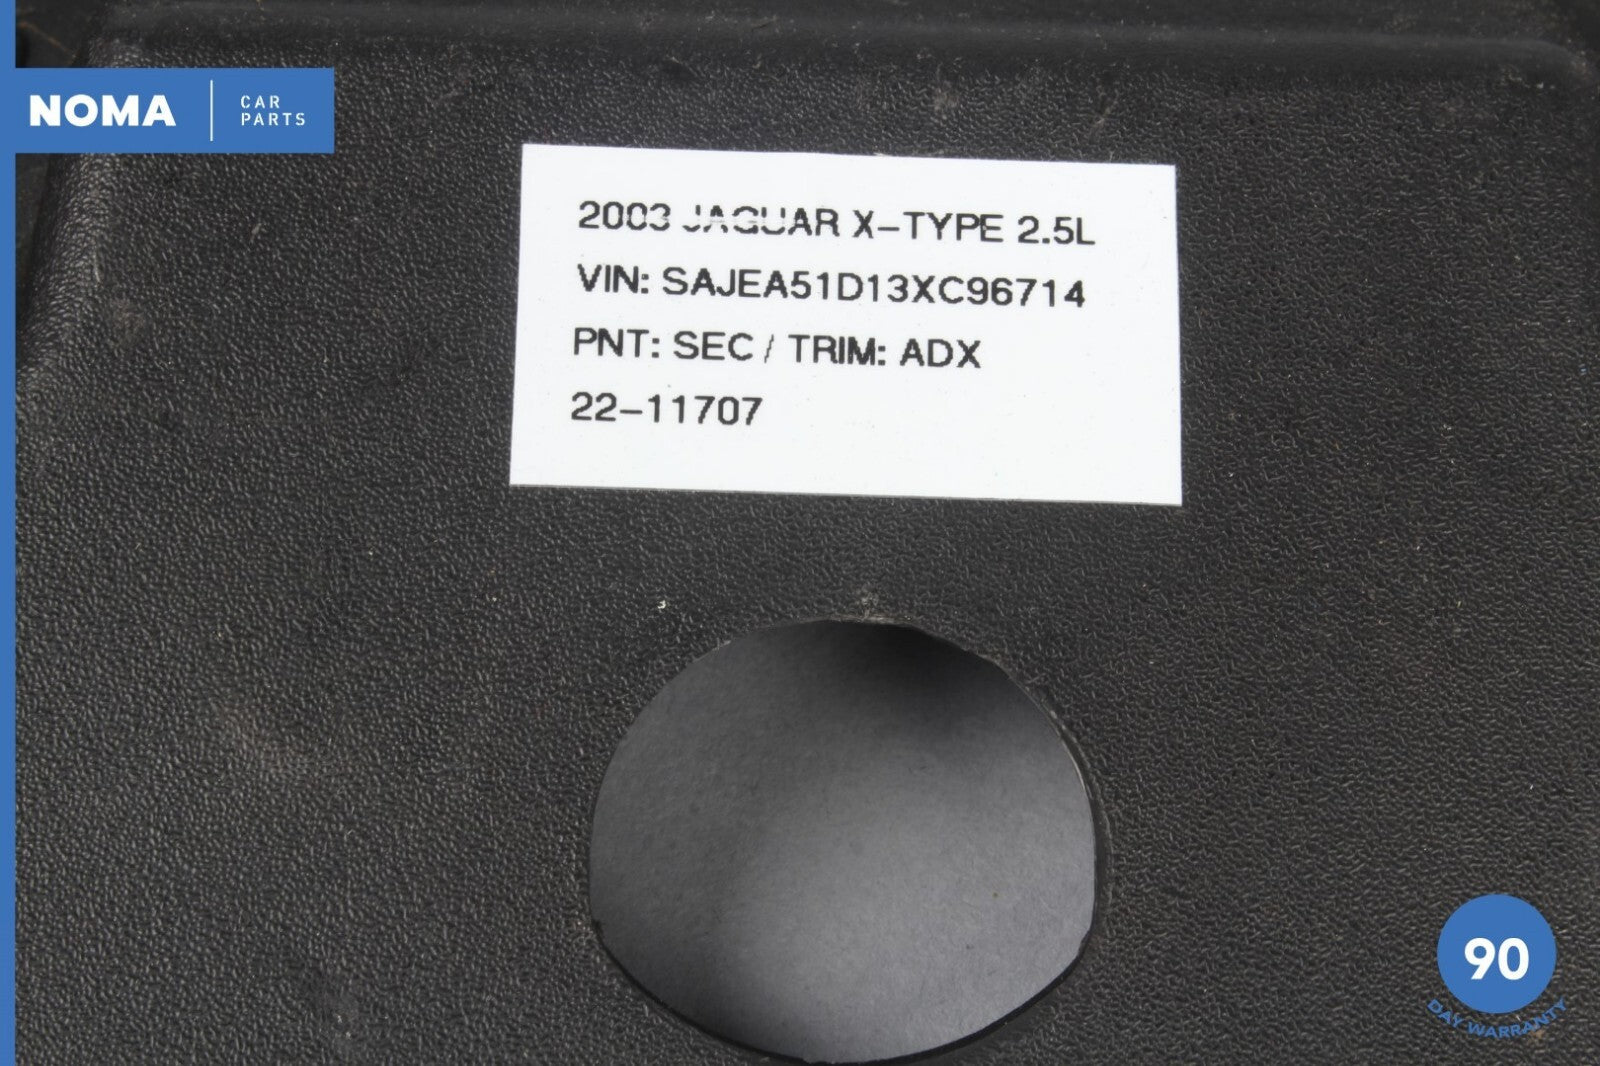 NOMA
CAR
PARTS
2003 JAGUAR X-TYPE 2.5L
VIN: SAJEA51D13XC96714
PNT: SEC / TRIM: ADX
22-11707
90
DAY WARRANTY